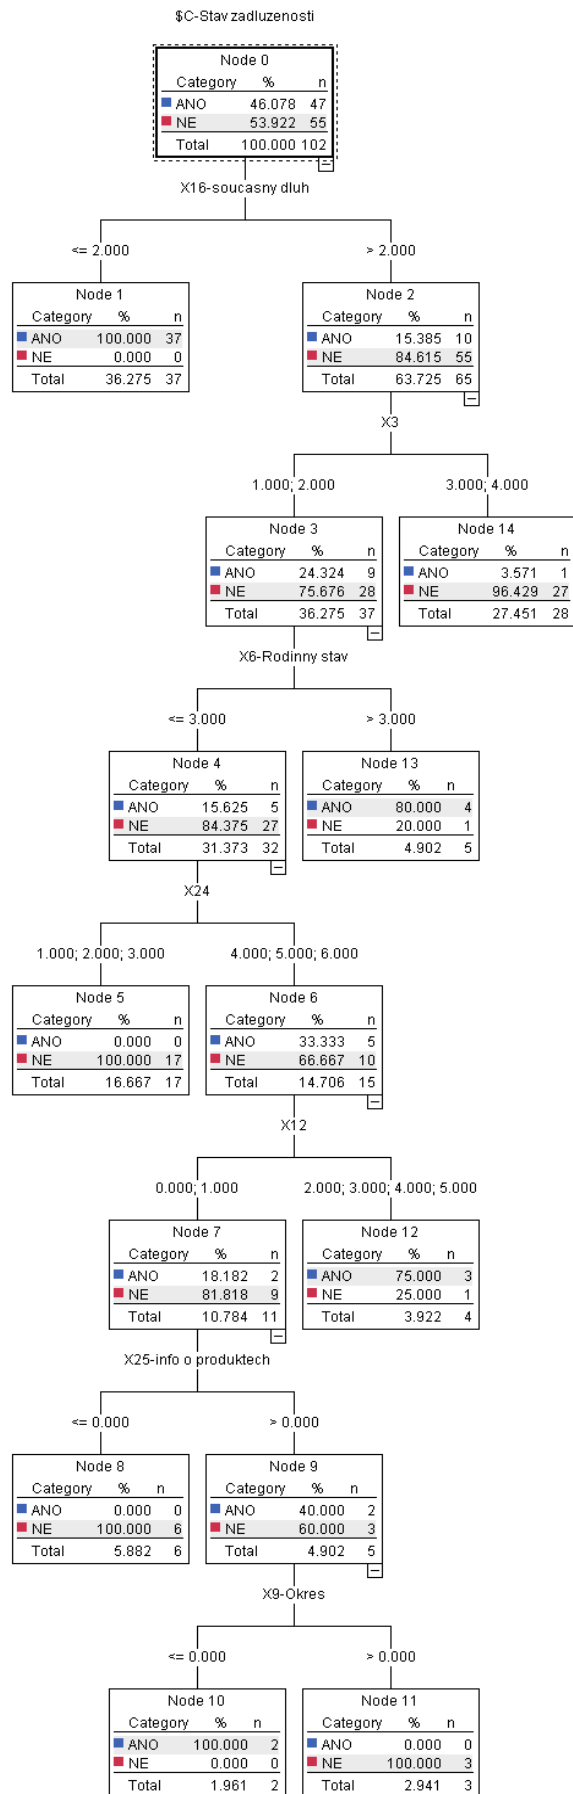 $C-Stav zadluzenosti
Node 0
Category % n
ANO 46.078 47
NE 53.922 55
Total 100.000 102
X16-soucasny dluh
<= 2.000 > 2.000
Node 1
Category % n
ANO 100.000 37
NE 0.000 0
Total 36.275 37
Node 2
Category % n
ANO 15.385 10
NE 84.615 55
Total 63.725 65
X3
1.000; 2.000 3.000; 4.000
Node 3
Category % n
ANO 24.324 9
NE 75.676 28
Total 36.275 37
Node 14
Category % n
ANO 3.571 1
NE 96.429 27
Total 27.451 28
X6-Rodinny stav
<= 3.000 > 3.000
Node 4
Category % n
ANO 15.625 5
NE 84.375 27
Total 31.373 32
Node 13
Category % n
ANO 80.000 4
NE 20.000 1
Total 4.902 5
X24
1.000; 2.000; 3.000 4.000; 5.000; 6.000
Node 5
Category % n
ANO 0.000 0
NE 100.000 17
Total 16.667 17
Node 6
Category % n
ANO 33.333 5
NE 66.667 10
Total 14.706 15
X12
0.000; 1.000 2.000; 3.000; 4.000; 5.000
Node 7
Category % n
ANO 18.182 2
NE 81.818 9
Total 10.784 11
Node 12
Category % n
ANO 75.000 3
NE 25.000 1
Total 3.922 4
X25-info o produktech
<= 0.000 > 0.000
Node 8
Category % n
ANO 0.000 0
NE 100.000 6
Total 5.882 6
Node 9
Category % n
ANO 40.000 2
NE 60.000 3
Total 4.902 5
X9-Okres
<= 0.000 > 0.000
Node 10
Category % n
ANO 100.000 2
NE 0.000 0
Total 1.961 2
Node 11
Category % n
ANO 0.000 0
NE 100.000 3
Total 2.941 3